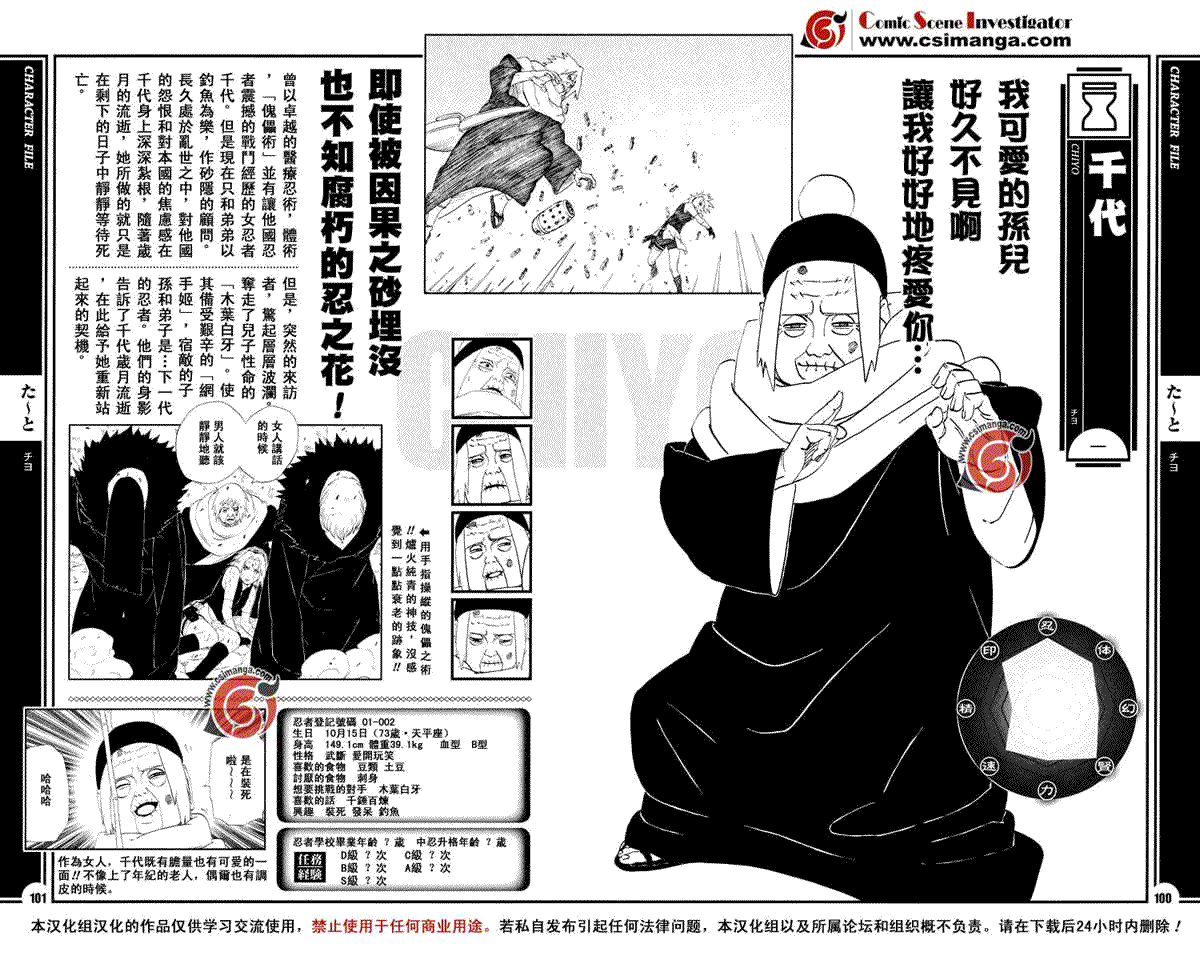 Comic Scene Investigator
www.csimanga.com
CHARACTER FILE
た～と
チヨ
100
千代
CHIYO
チヨ
一
我可愛的孫兒
好久不見啊
讓我好好地疼愛你…
忍
体
幻
賢
力
速
精
印
www.csimanga.com
CHIYO
即使被因果之砂埋沒
也不知腐朽的忍之花！
曾以卓越的醫療忍術，體術
，「傀儡術」並有讓他國忍
者震撼的戰鬥經歷的女忍者
千代。但是現在只和弟弟以
釣魚為樂，作砂隱的顧問。
長久處於亂世之中，對他國
的怨恨和對本國的焦慮感在
千代身上深深紮根，隨著歲
月的流逝，她所做的就只是
在剩下的日子中靜靜等待死
亡。
但是，突然的來訪
者，驚起層層波瀾。
奪走了兒子性命的
「木葉白牙」。使
其備受艱辛的「綱
手姬」，宿敵的子
孫和弟子是…下一代
的忍者。他們的身影
告訴了千代歲月流逝
，在此給予她重新站
起來的契機。
女人講話
的時候
男人就該
靜靜地聽
⬅用手指操縱的傀儡之術
!!爐火純青的神技，沒感
覺到一點點衰老的跡象!!
www.csimanga.com
是在裝死
啦～～～
哈哈哈
作為女人，千代既有膽量也有可愛的一
面!!不像上了年紀的老人，偶爾也有調
皮的時候。
忍者登記號碼 01-002
生日 10月15日（73歲・天平座）
身高 149.1cm 體重39.1kg 血型 B型
性格 武斷 愛開玩笑
喜歡的食物 豆類 土豆
討厭的食物 刺身
想要挑戰的對手 木葉白牙
喜歡的話 千錘百煉
興趣 裝死 發呆 釣魚
忍者學校畢業年齡 ？歲 中忍升格年齡 ？歲
任務
經驗
D級 ？次 C級 ？次
B級 ？次 A級 ？次
S級 ？次
CHARACTER FILE
た～と
チヨ
101
本汉化组汉化的作品仅供学习交流使用，禁止使用于任何商业用途。若私自发布引起任何法律问题，本汉化组以及所属论坛和组织概不负责。请在下载后24小时内删除！